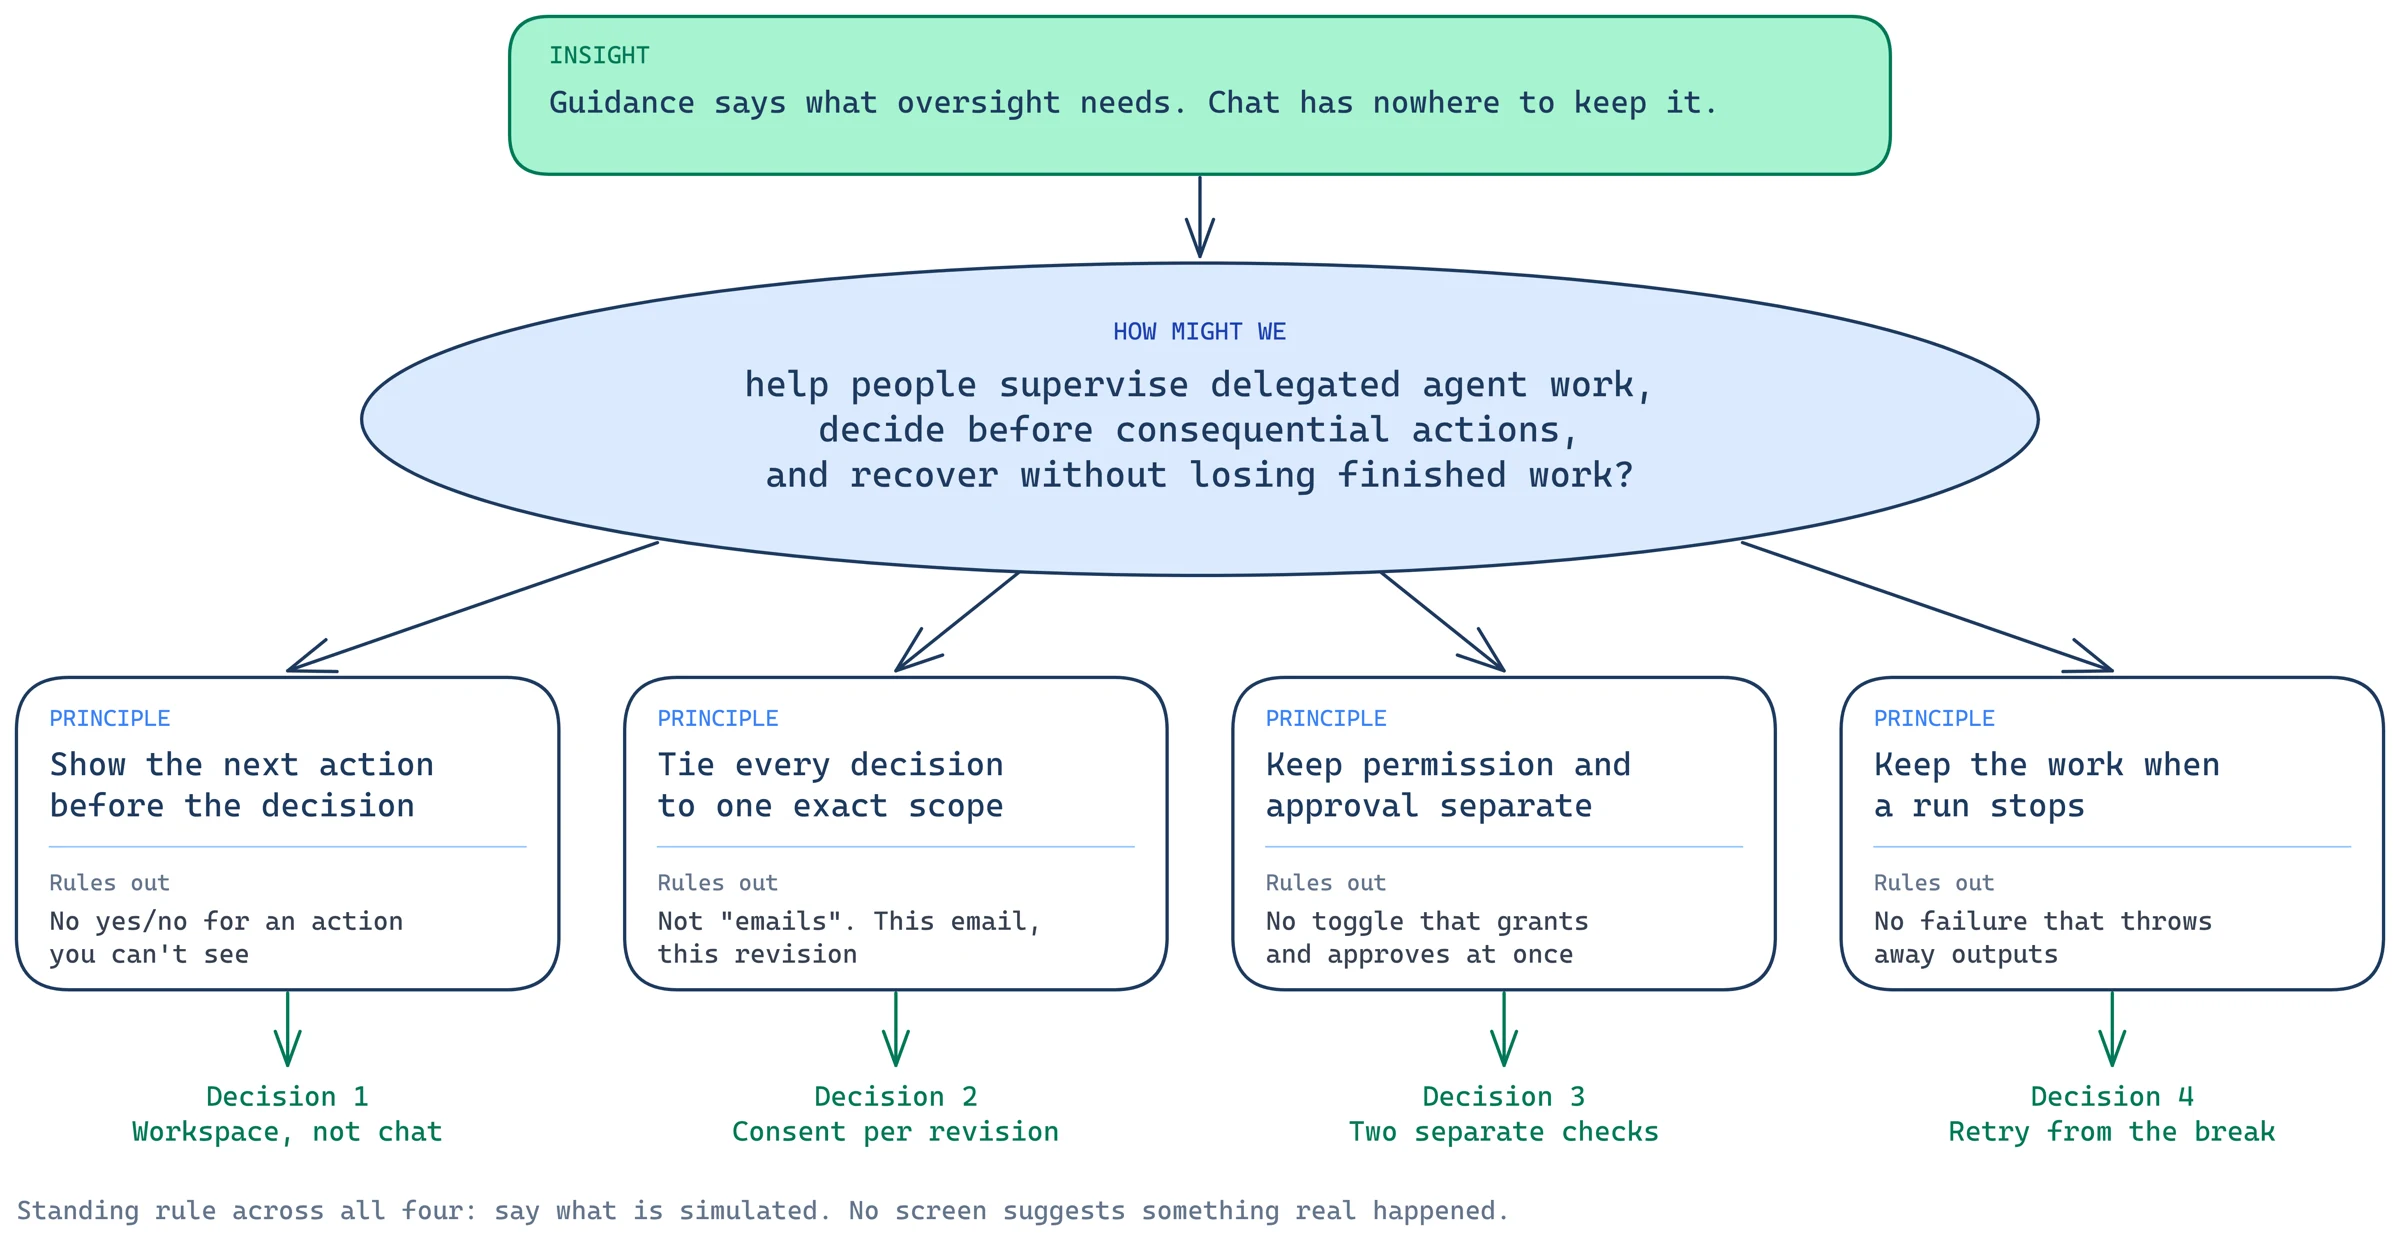 INSIGHT
Guidance says what oversight needs. Chat has nowhere to keep it.
HOW MIGHT WE
help people supervise delegated agent work,
decide before consequential actions,
and recover without losing finished work?
PRINCIPLE
Show the next action
before the decision
Rules out
No yes/no for an action
you can't see
Decision 1
Workspace, not chat
PRINCIPLE
Tie every decision
to one exact scope
Rules out
Not "emails". This email,
this revision
Decision 2
Consent per revision
PRINCIPLE
Keep permission and
approval separate
Rules out
No toggle that grants
and approves at once
Decision 3
Two separate checks
PRINCIPLE
Keep the work when
a run stops
Rules out
No failure that throws
away outputs
Decision 4
Retry from the break
Standing rule across all four: say what is simulated. No screen suggests something real happened.